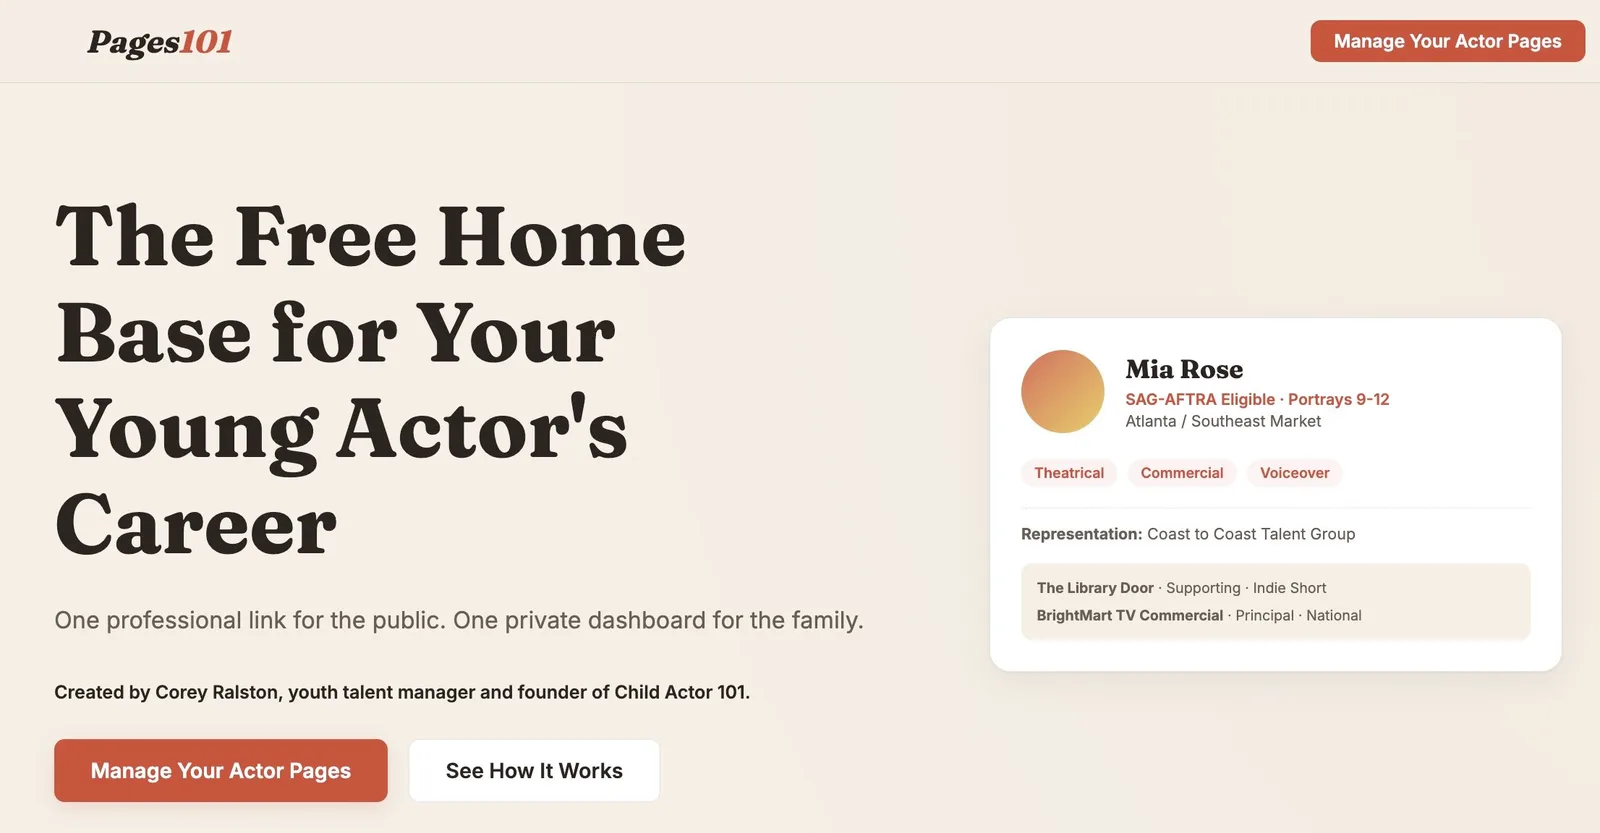 Pages101
Manage Your Actor Pages
The Free Home
Base for Your
Young Actor's
Career
One professional link for the public. One private dashboard for the family.
Created by Corey Ralston, youth talent manager and founder of Child Actor 101.
Manage Your Actor Pages
See How It Works
Mia Rose
SAG-AFTRA Eligible · Portrays 9-12
Atlanta / Southeast Market
Theatrical
Commercial
Voiceover
Representation: Coast to Coast Talent Group
The Library Door · Supporting · Indie Short
BrightMart TV Commercial · Principal · National